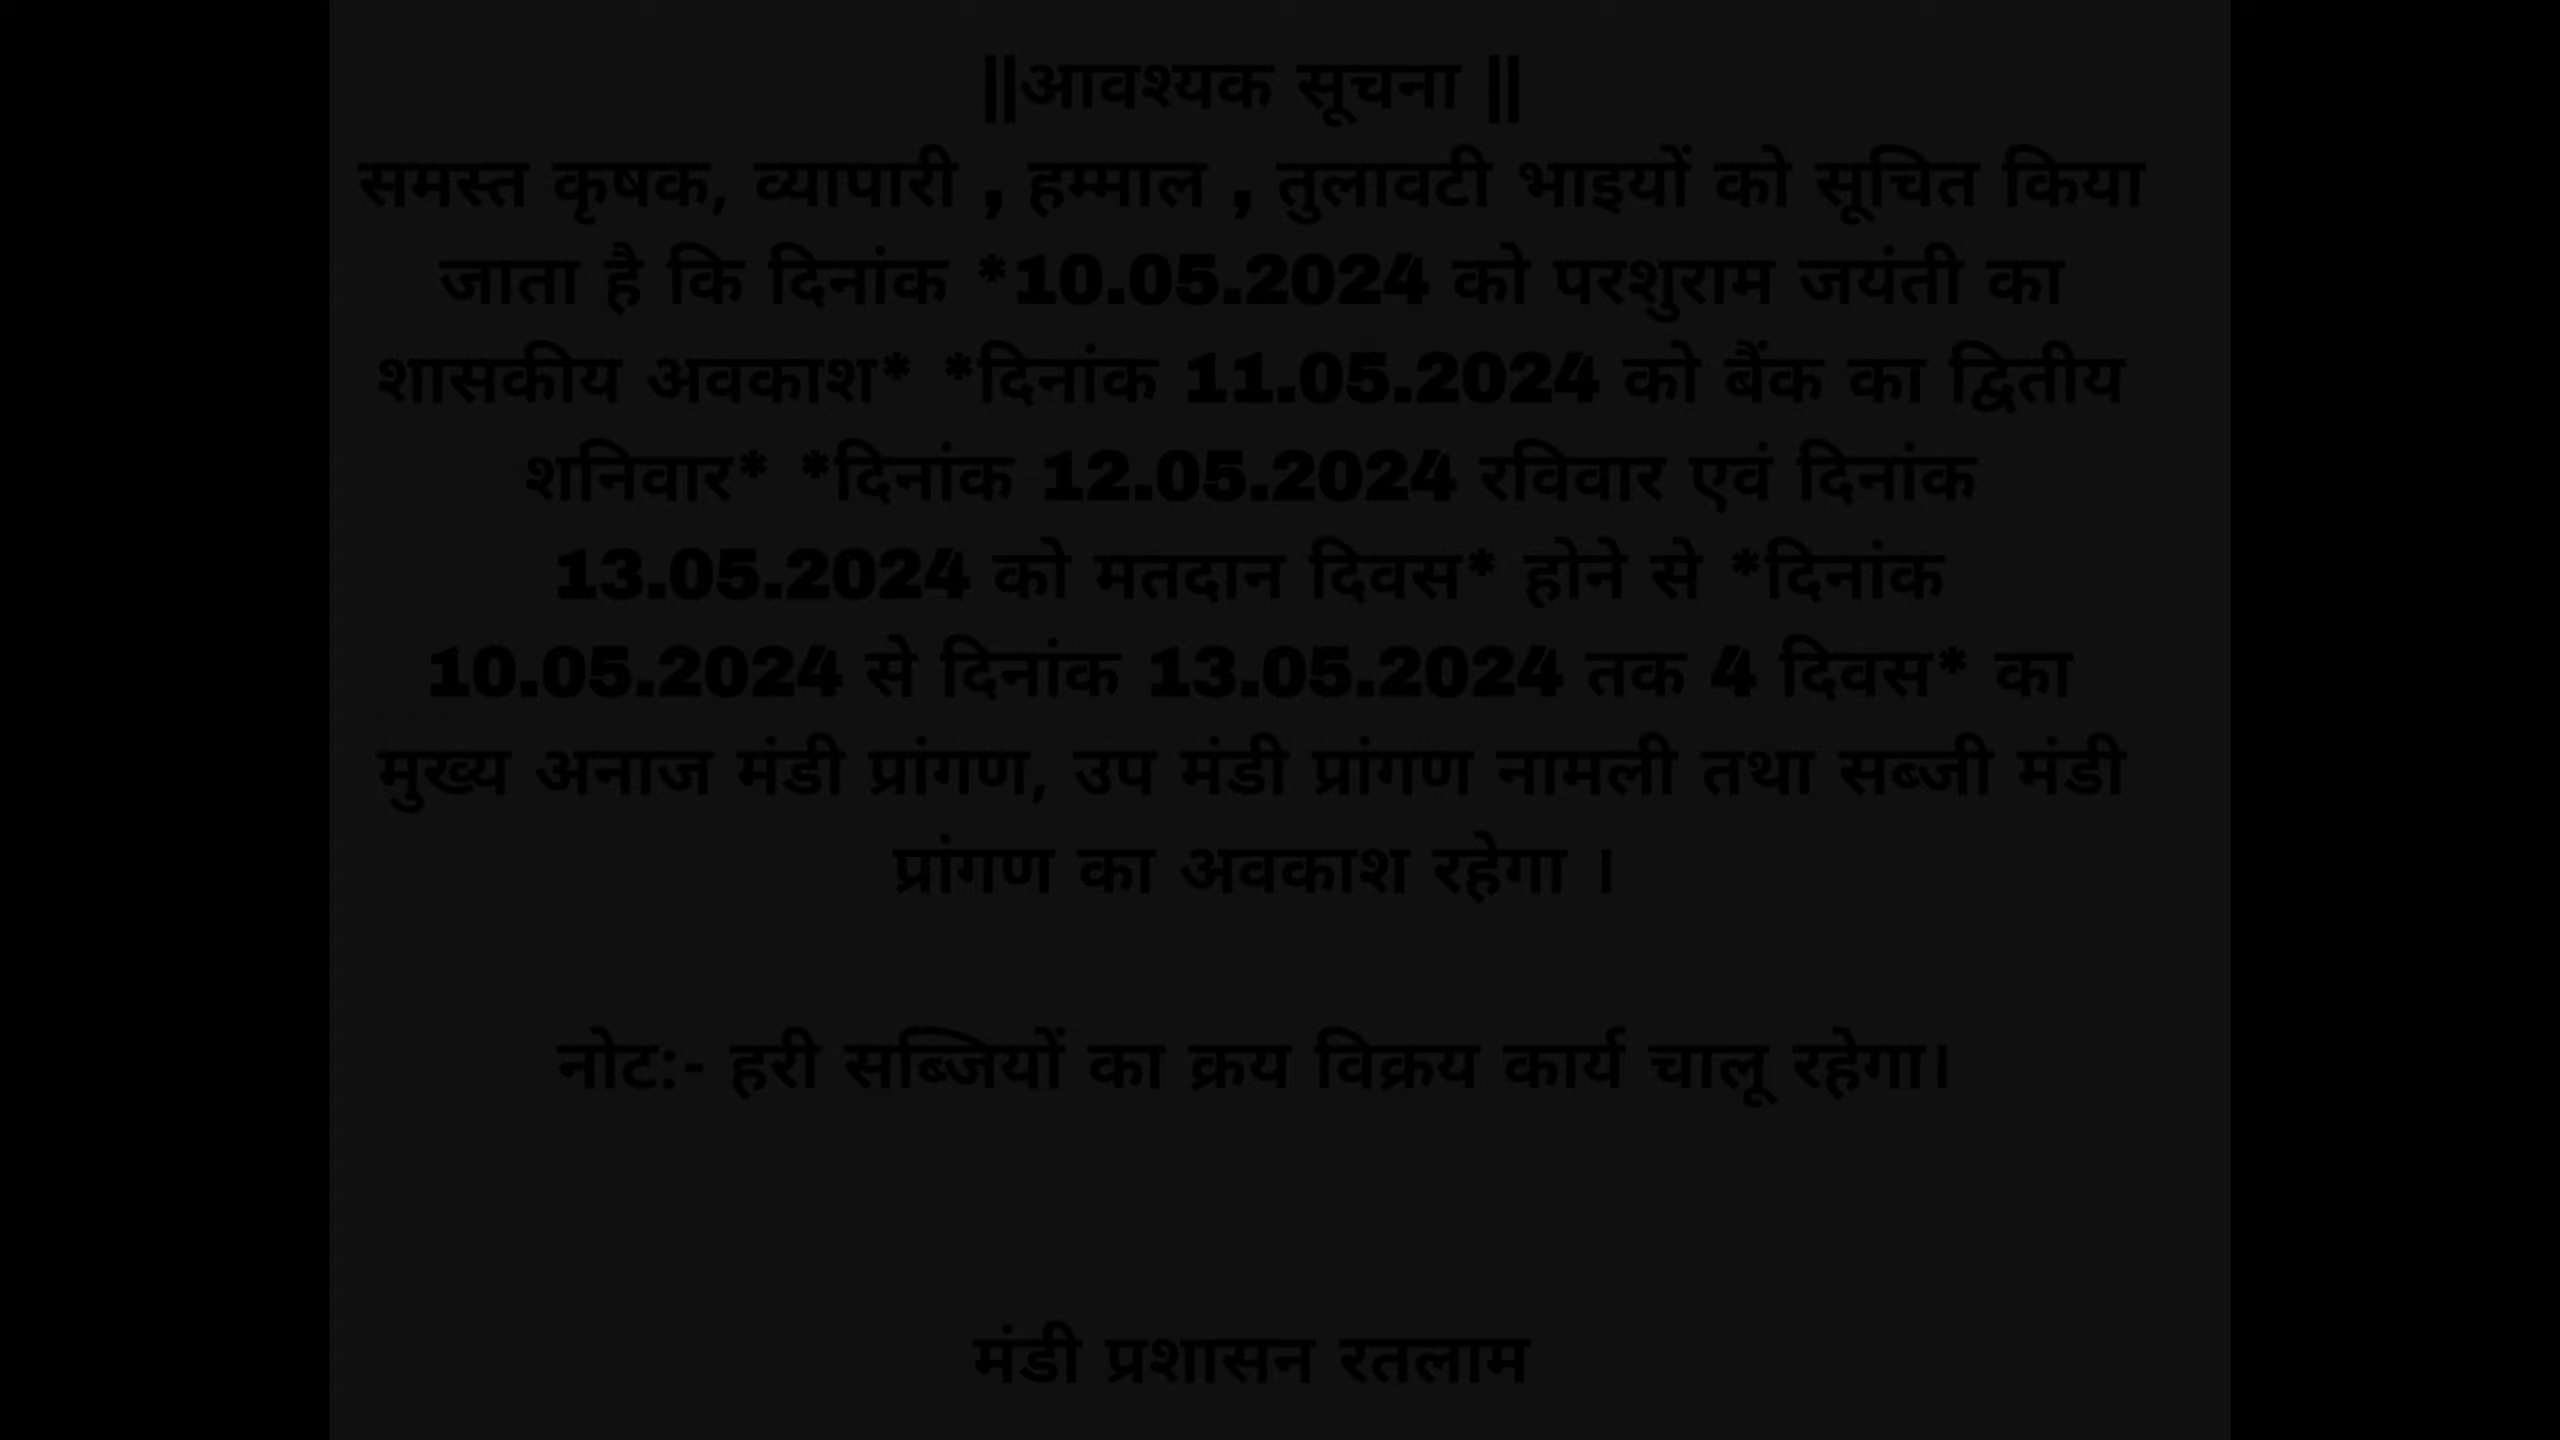 ||आवश्यक सूचना ||
समस्त कृषक, व्यापारी , हम्माल , तुलावटी भाइयों को सूचित किया
जाता है कि दिनांक *10.05.2024 को परशुराम जयंती का
शासकीय अवकाश* *दिनांक 11.05.2024 को बैंक का द्वितीय
शनिवार* *दिनांक 12.05.2024 रविवार एवं दिनांक
13.05.2024 को मतदान दिवस* होने से *दिनांक
10.05.2024 से दिनांक 13.05.2024 तक 4 दिवस* का
मुख्य अनाज मंडी प्रांगण, उप मंडी प्रांगण नामली तथा सब्जी मंडी
प्रांगण का अवकाश रहेगा ।
नोट:- हरी सब्जियों का क्रय विक्रय कार्य चालू रहेगा।
मंडी प्रशासन रतलाम